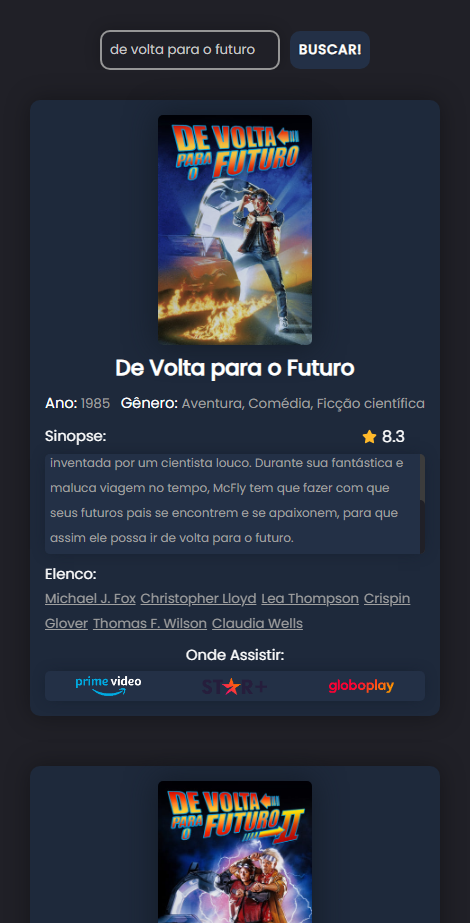 de volta para o futuro BUSCAR!
DE VOLTA
PARA
O FUTURO
De Volta para o Futuro
Ano: 1985 Gênero: Aventura, Comédia, Ficção científica
Sinopse: 8.3
inventada por um cientista louco. Durante sua fantástica e
maluca viagem no tempo, McFly tem que fazer com que
seus futuros pais se encontrem e se apaixonem, para que
assim ele possa ir de volta para o futuro.
Elenco:
Michael J. Fox Christopher Lloyd Lea Thompson Crispin
Glover Thomas F. Wilson Claudia Wells
Onde Assistir:
prime video ST★R+ globoplay
DE VOLTA
PARA
O FUTURO II